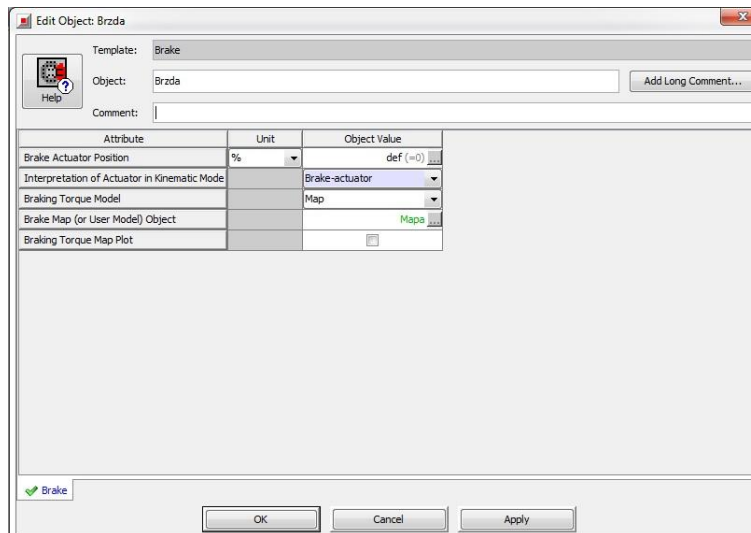 Edit Object: Brzda
Template: Brake
Help
Object: Brzda Add Long Comment...
Comment:
Attribute Unit Object Value
Brake Actuator Position % def (=0) ...
Interpretation of Actuator in Kinematic Mode Brake-actuator
Braking Torque Model Map
Brake Map (or User Model) Object Mapa ...
Braking Torque Map Plot
Brake
OK Cancel Apply